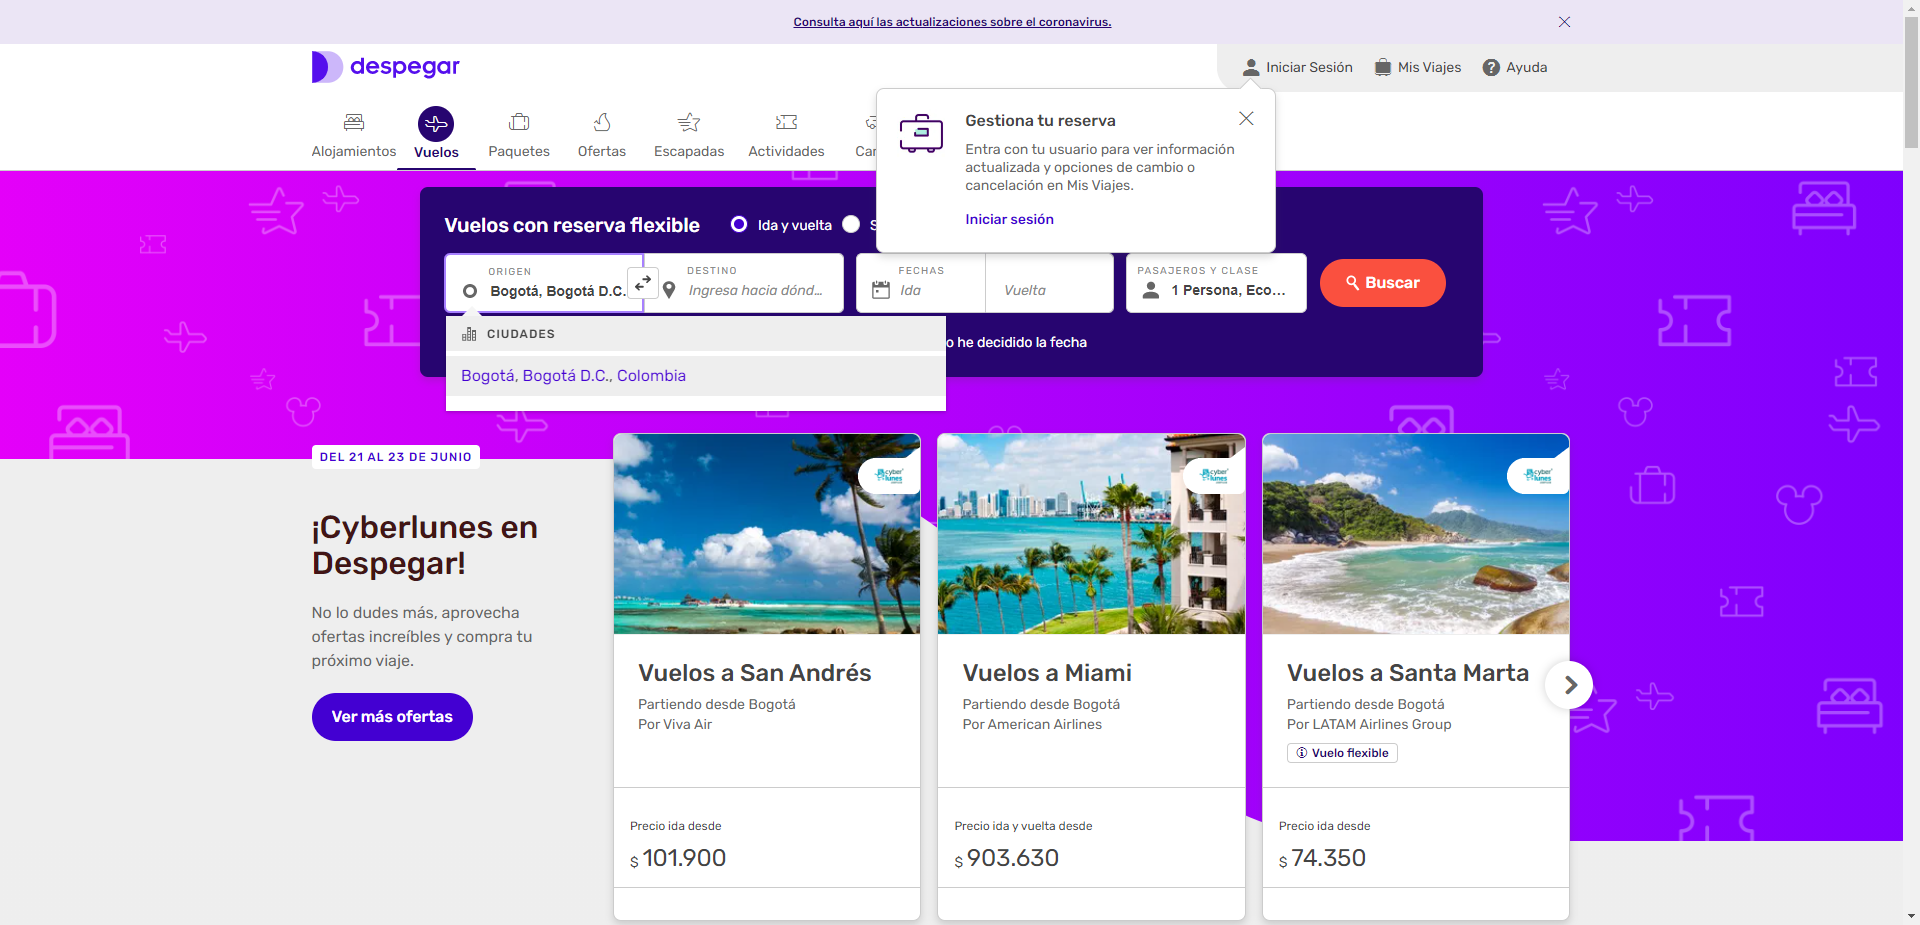 Consulta aquí las actualizaciones sobre el coronavirus.
despegar
Iniciar Sesión
Mis Viajes
Ayuda
Alojamientos
Vuelos
Paquetes
Ofertas
Escapadas
Actividades
Gestiona tu reserva
Entra con tu usuario para ver información
actualizada y opciones de cambio o
cancelación en Mis Viajes.
Iniciar sesión
Vuelos con reserva flexible
Ida y vuelta
ORIGEN
Bogotá, Bogotá D.C.
DESTINO
Ingresa hacia dónd...
FECHAS
Ida
Vuelta
PASAJEROS Y CLASE
1 Persona, Eco...
Buscar
CIUDADES
Bogotá, Bogotá D.C., Colombia
o he decidido la fecha
DEL 21 AL 23 DE JUNIO
¡Cyberlunes en
Despegar!
No lo dudes más, aprovecha
ofertas increíbles y compra tu
próximo viaje.
Ver más ofertas
cyber
lunes
Vuelos a San Andrés
Partiendo desde Bogotá
Por Viva Air
Precio ida desde
$ 101.900
cyber
lunes
Vuelos a Miami
Partiendo desde Bogotá
Por American Airlines
Precio ida y vuelta desde
$ 903.630
cyber
lunes
Vuelos a Santa Marta
Partiendo desde Bogotá
Por LATAM Airlines Group
Vuelo flexible
Precio ida desde
$ 74.350